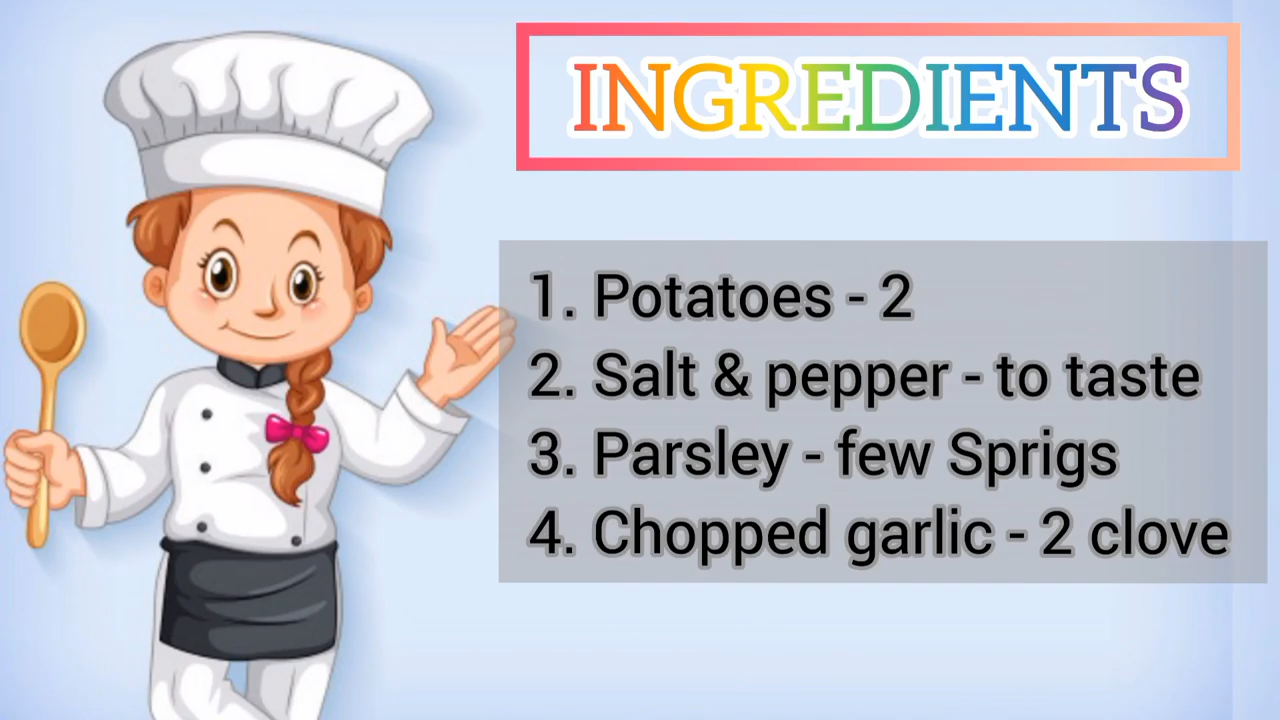 INGREDIENTS
1. Potatoes - 2
2. Salt & pepper - to taste
3. Parsley - few Sprigs
4. Chopped garlic - 2 clove